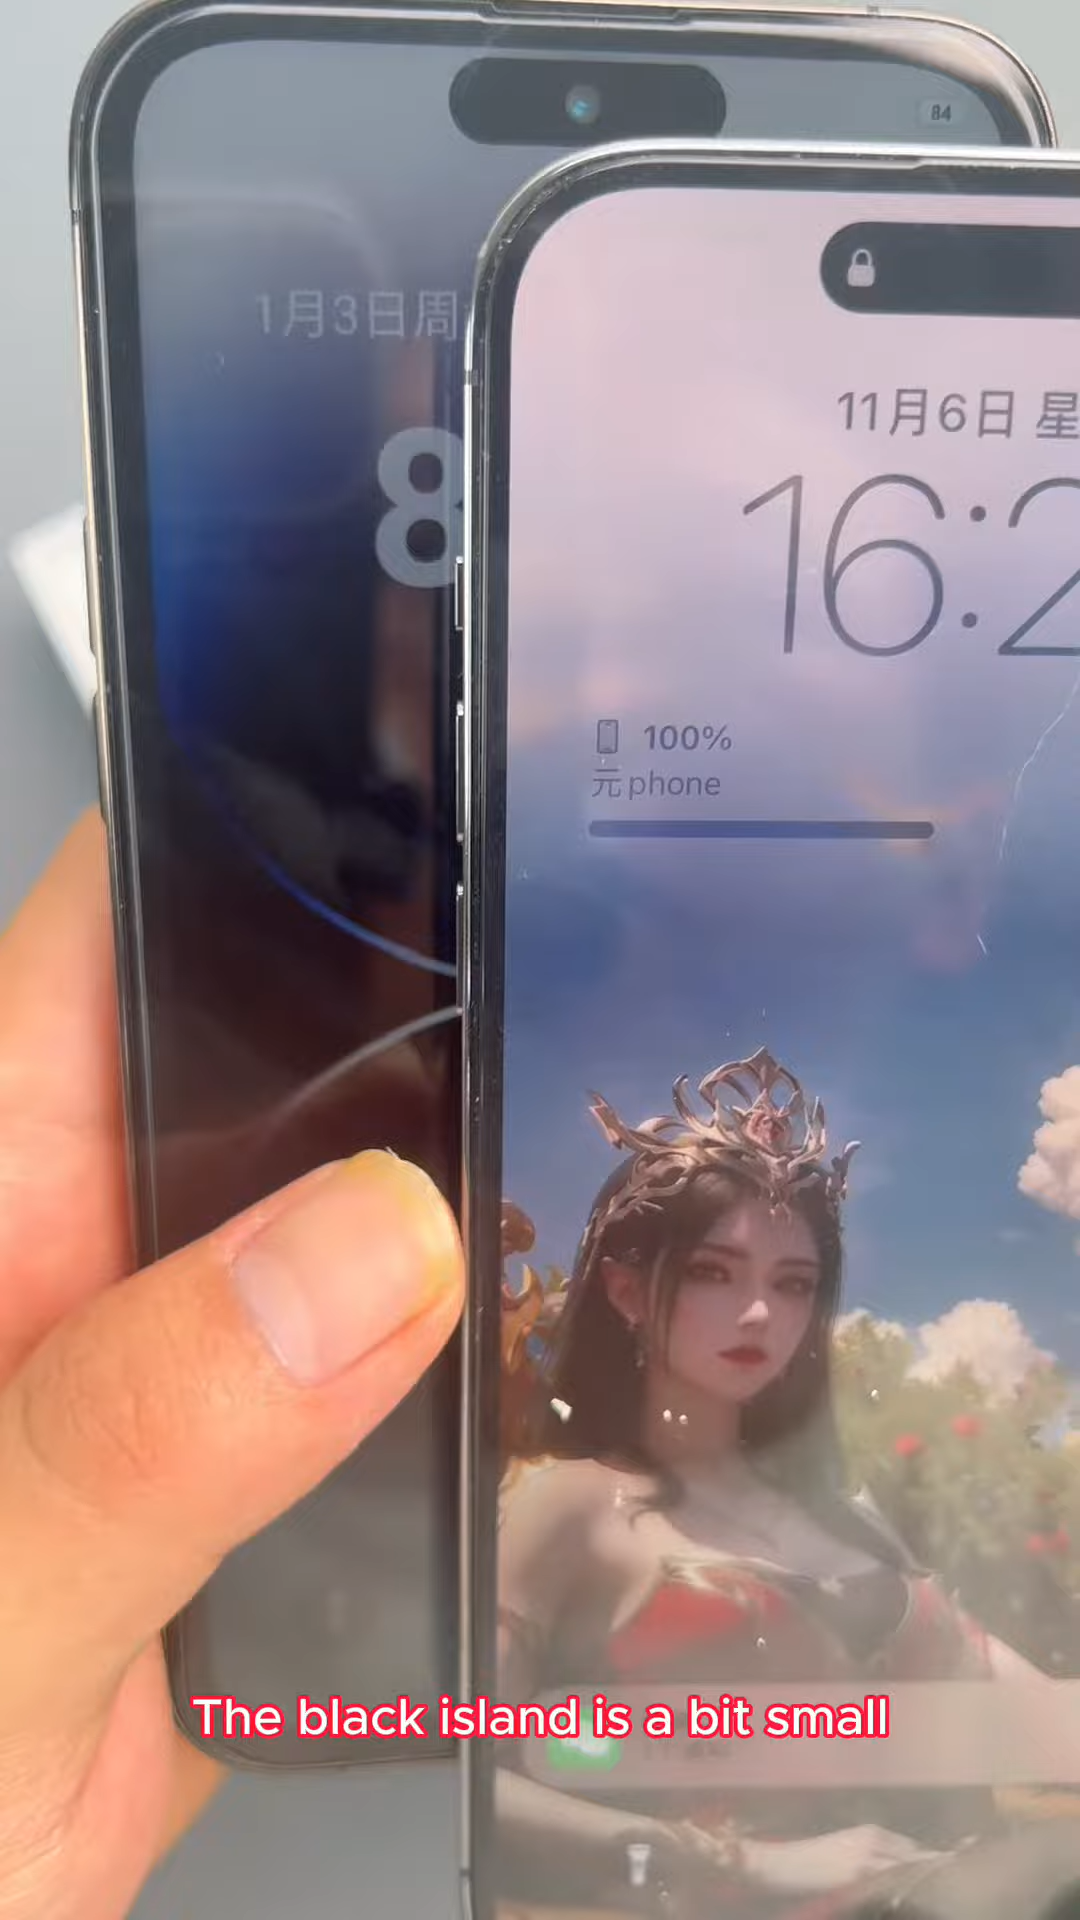 84
1月3日周
8
11月6日 星
16:2
100%
元phone
The black island is a bit small